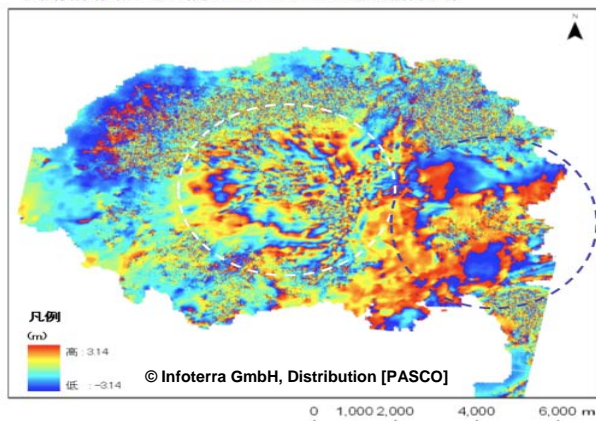 N
凡例
(m)
高 : 3.14
低 : -3.14
© Infoterra GmbH, Distribution [PASCO]
0 1,000 2,000 4,000 6,000 m